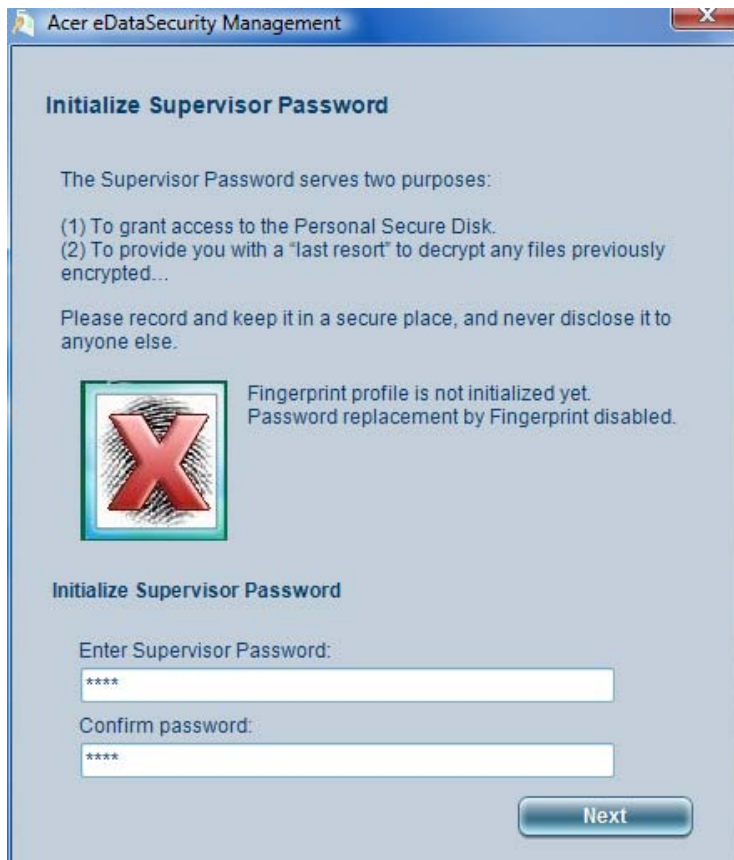 Acer eDataSecurity Management
Initialize Supervisor Password
The Supervisor Password serves two purposes:
(1) To grant access to the Personal Secure Disk.
(2) To provide you with a “last resort” to decrypt any files previously
encrypted...
Please record and keep it in a secure place, and never disclose it to
anyone else.
Fingerprint profile is not initialized yet.
Password replacement by Fingerprint disabled.
Initialize Supervisor Password
Enter Supervisor Password:
****
Confirm password:
****
Next